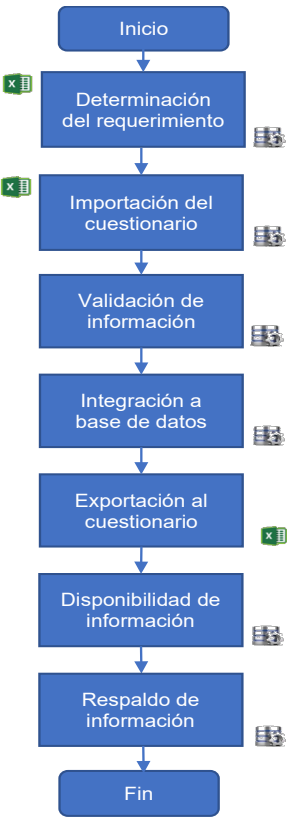 Inicio
Determinación
del requerimiento
Importación del
cuestionario
Validación de
información
Integración a
base de datos
Exportación al
cuestionario
Disponibilidad de
información
Respaldo de
información
Fin